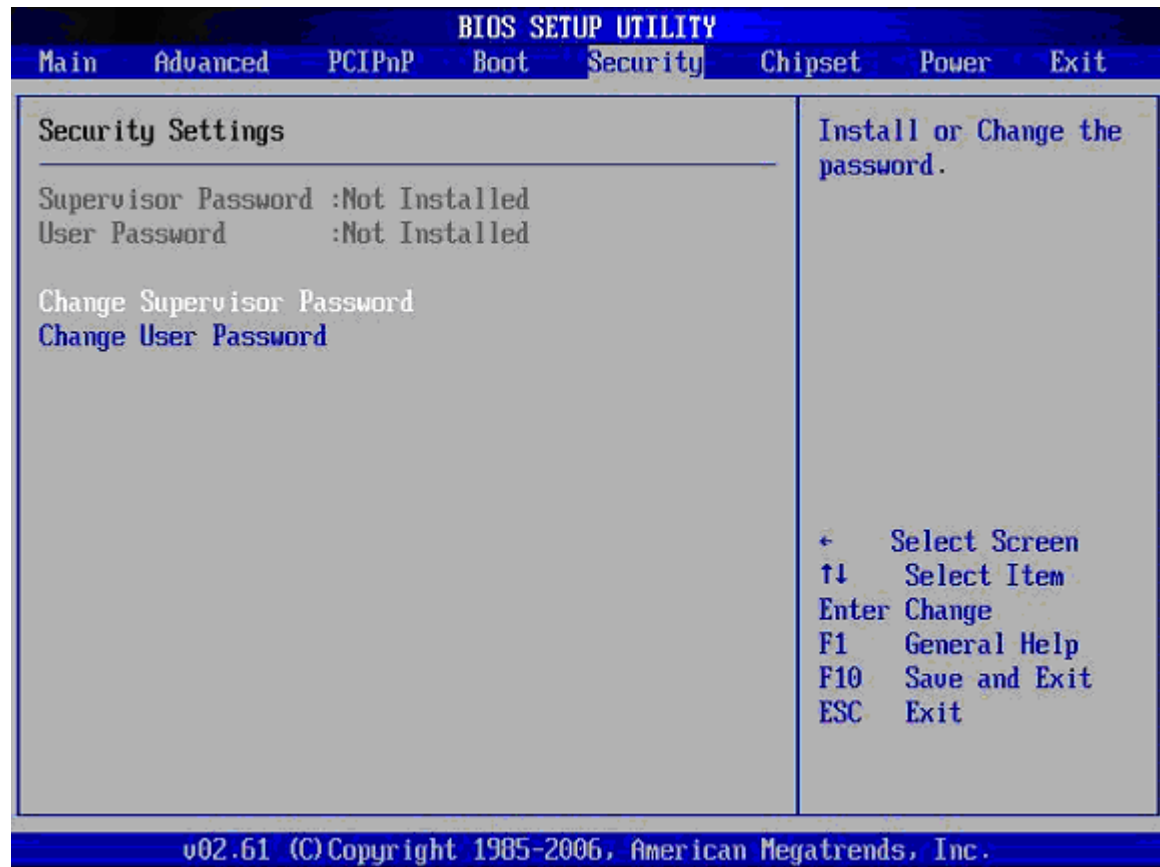 BIOS SETUP UTILITY
Main Advanced PCIPnP Boot Security Chipset Power Exit
Security Settings
Supervisor Password :Not Installed
User Password :Not Installed
Change Supervisor Password
Change User Password
Install or Change the
password.
← Select Screen
↑↓ Select Item
Enter Change
F1 General Help
F10 Save and Exit
ESC Exit
v02.61 (C)Copyright 1985-2006, American Megatrends, Inc.